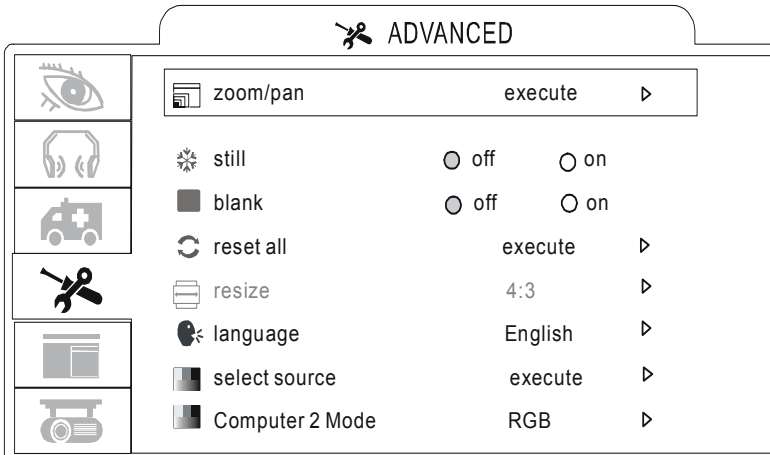 ADVANCED
zoom/pan execute
still off on
blank off on
reset all execute
resize 4:3
language English
select source execute
Computer 2 Mode RGB